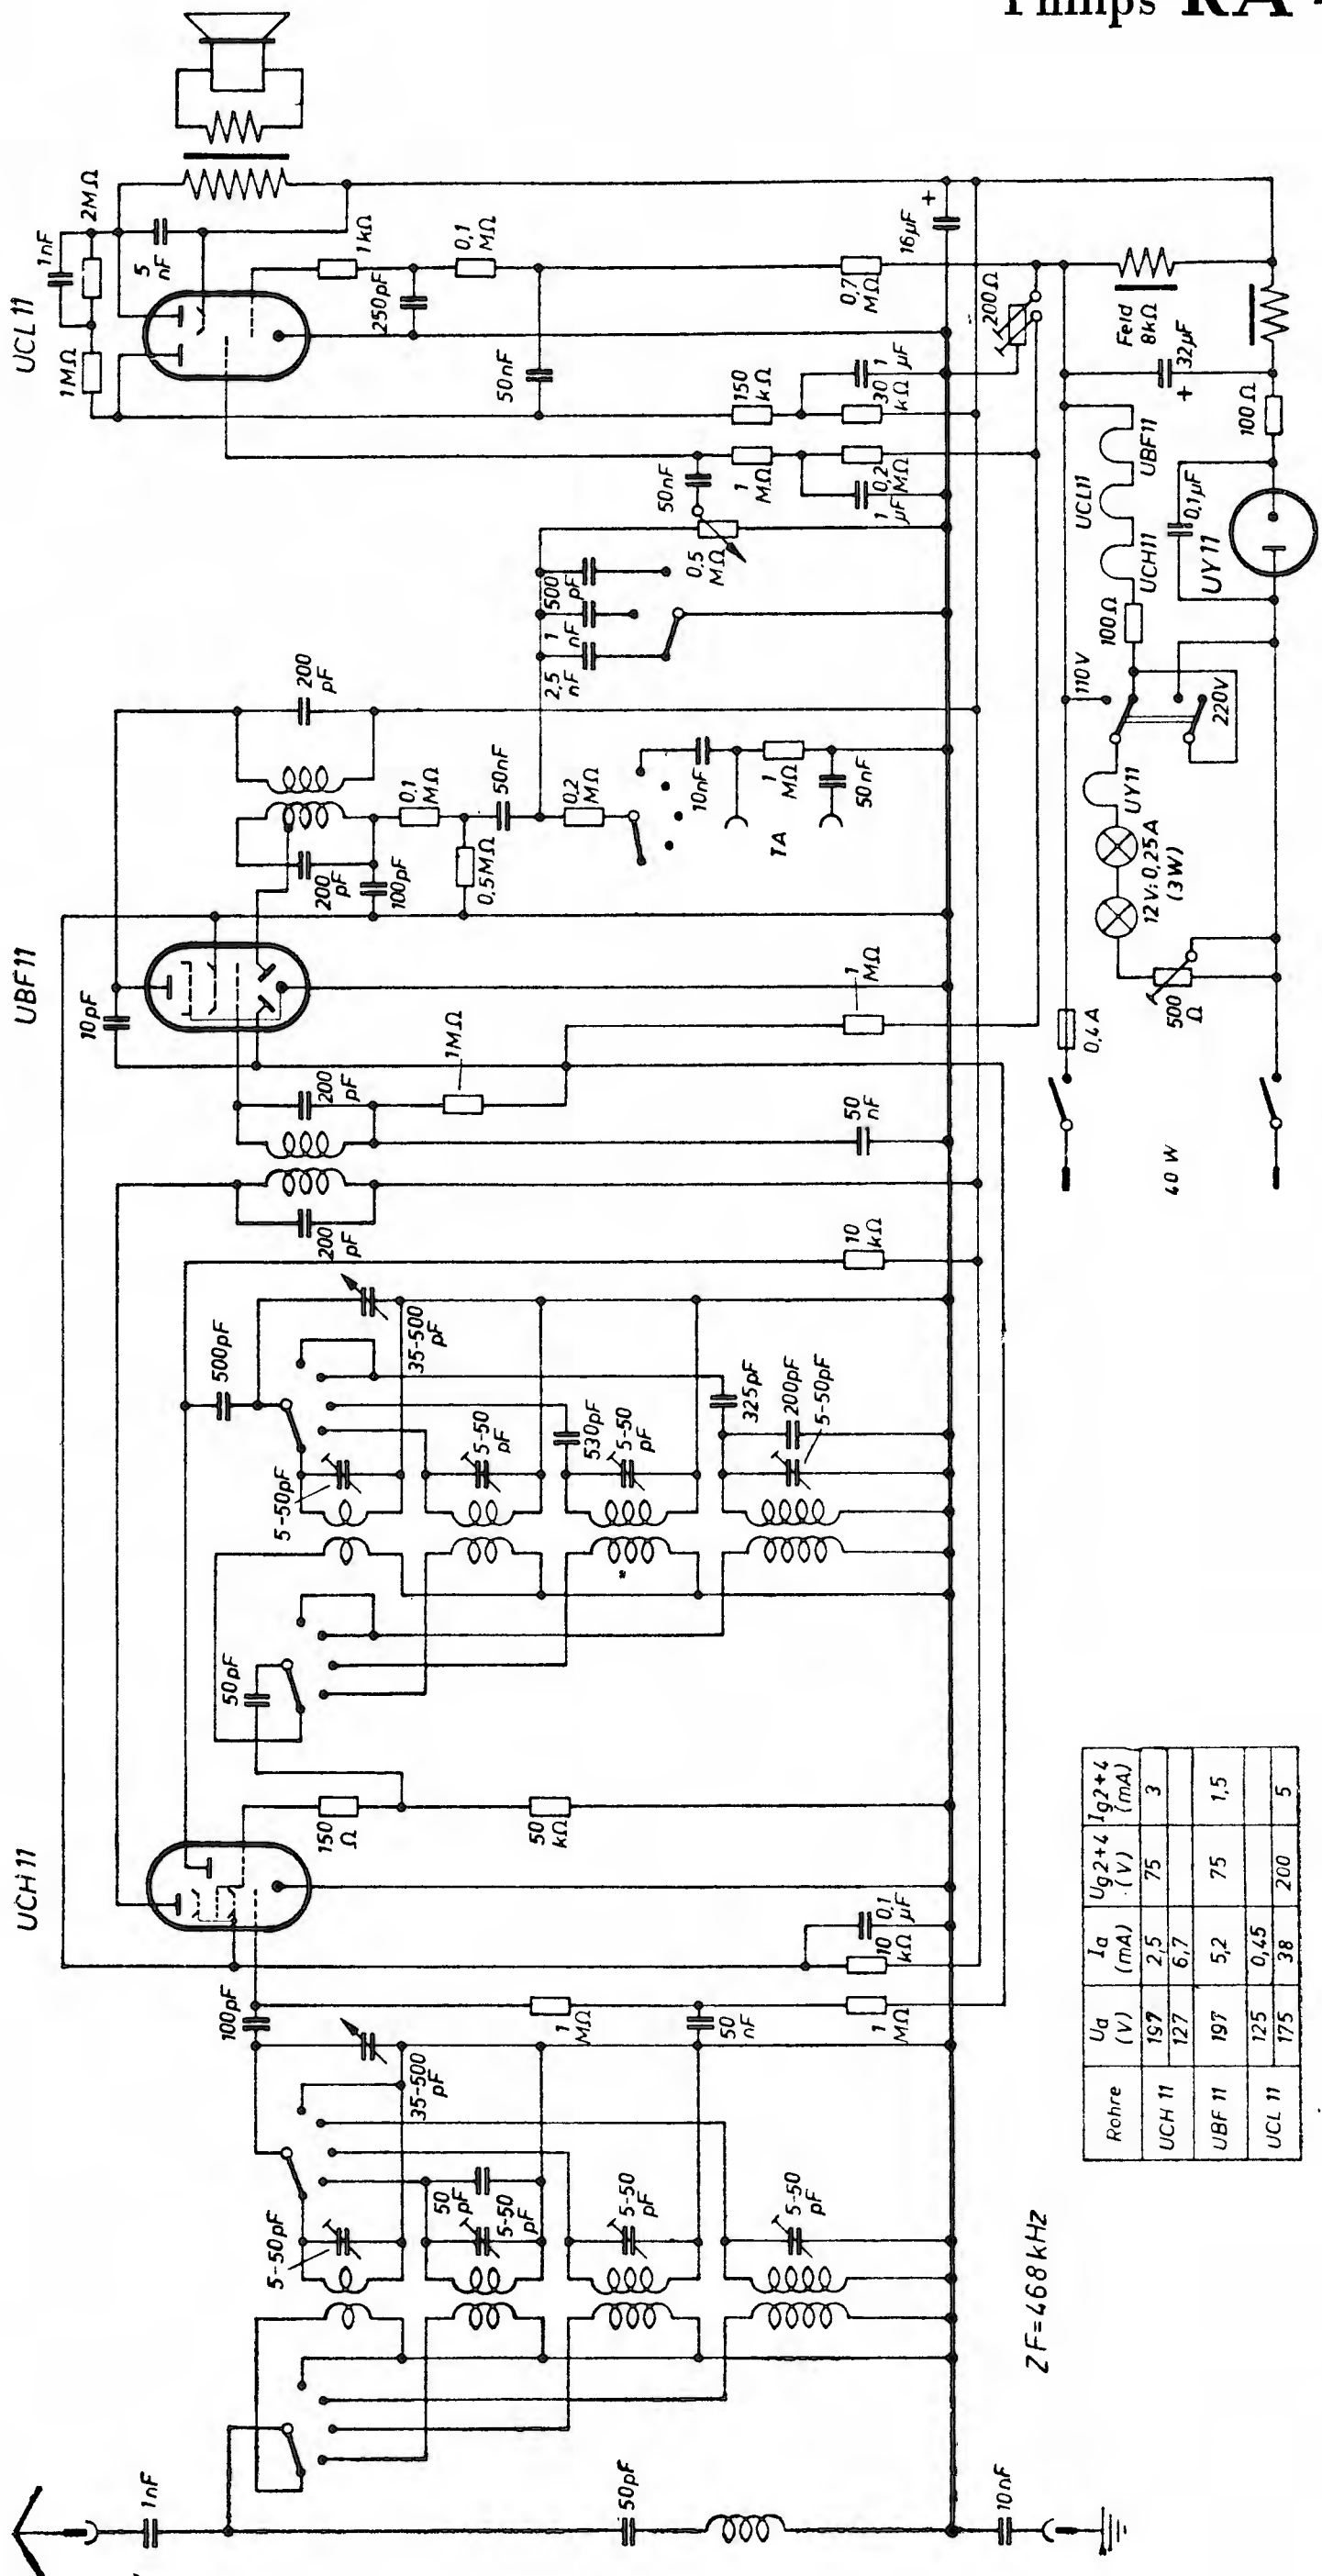 Philips RA
UCH 11
UBF11
UCL 11
1nF
50pF
10nF
ZF=468kHz
5-50pF
50
pF
5-50
pF
5-50
pF
5-50
pF
35-500
pF
100pF
1
MΩ
50
nF
1
MΩ
10
kΩ
0,1
µF
150
Ω
50
kΩ
50pF
5-50pF
5-50
pF
530pF
5-50
pF
325pF
200pF
5-50pF
500pF
35-500
pF
10
kΩ
200
pF
200
pF
1MΩ
50
nF
10pF
1
MΩ
200
pF
100pF
200
pF
0,1
MΩ
0,5MΩ
50nF
0,2
MΩ
10nF
TA
1
MΩ
50nF
2,5
nF
1
nF
500
pF
0,5
MΩ
50nF
1
MΩ
1
µF
0,2
MΩ
150
kΩ
30
kΩ
1
µF
50nF
1MΩ
1nF
2MΩ
5
nF
1kΩ
250pF
0,1
MΩ
0,7
MΩ
16µF
+
200Ω
Feld
8kΩ
32µF
+
100Ω
UBF11
UCL11
UCH11
0,1µF
UY11
100Ω
110V
220V
UY11
12V:0,25A
(3W)
500
Ω
0,4A
40W
Rohre Ua (V) Ia (mA) Ug2+4 (V) Ig2+4 (mA)
UCH 11 197 2,5 75 3
127 6,7
UBF 11 197 5,2 75 1,5
UCL 11 125 0,45
175 38 200 5